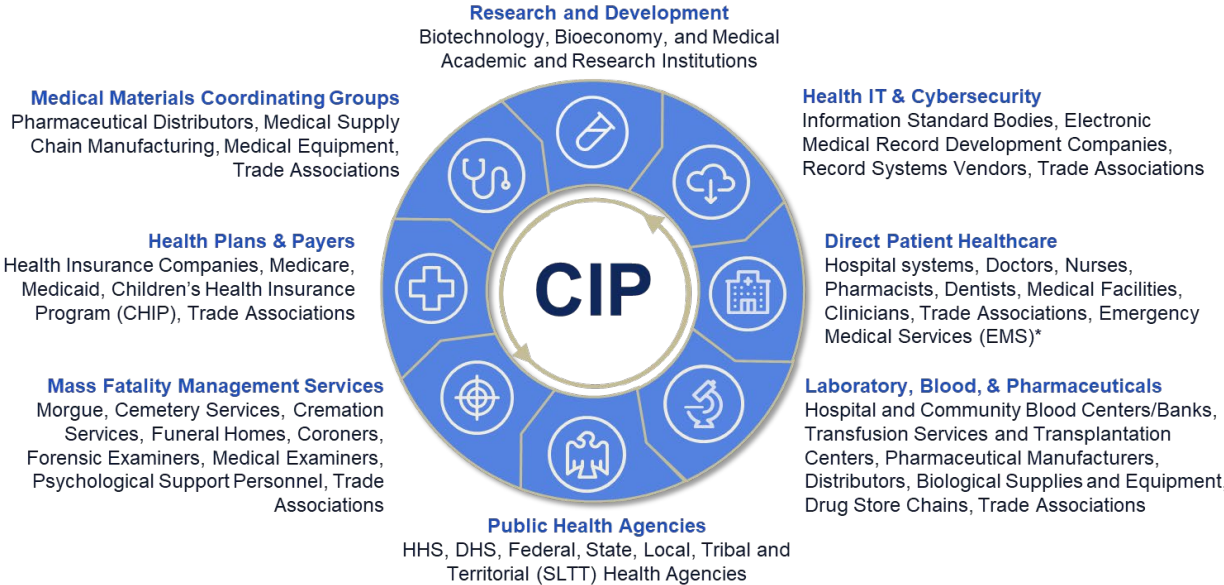 Research and Development
Biotechnology, Bioeconomy, and Medical
Academic and Research Institutions
Medical Materials Coordinating Groups
Pharmaceutical Distributors, Medical Supply
Chain Manufacturing, Medical Equipment,
Trade Associations
Health IT & Cybersecurity
Information Standard Bodies, Electronic
Medical Record Development Companies,
Record Systems Vendors, Trade Associations
Health Plans & Payers
Health Insurance Companies, Medicare,
Medicaid, Children’s Health Insurance
Program (CHIP), Trade Associations
CIP
Direct Patient Healthcare
Hospital systems, Doctors, Nurses,
Pharmacists, Dentists, Medical Facilities,
Clinicians, Trade Associations, Emergency
Medical Services (EMS)*
Mass Fatality Management Services
Morgue, Cemetery Services, Cremation
Services, Funeral Homes, Coroners,
Forensic Examiners, Medical Examiners,
Psychological Support Personnel, Trade
Associations
Laboratory, Blood, & Pharmaceuticals
Hospital and Community Blood Centers/Banks,
Transfusion Services and Transplantation
Centers, Pharmaceutical Manufacturers,
Distributors, Biological Supplies and Equipment,
Drug Store Chains, Trade Associations
Public Health Agencies
HHS, DHS, Federal, State, Local, Tribal and
Territorial (SLTT) Health Agencies